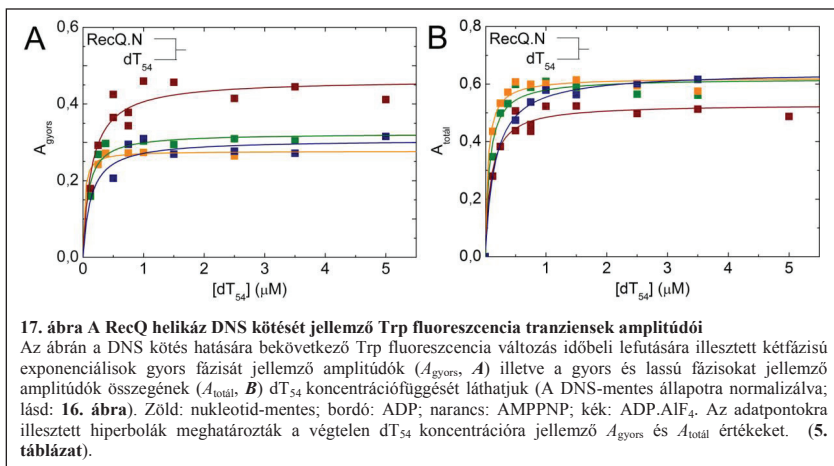 A
RecQ.N
dT54
0,6
0,4
0,2
0,0
Agyors
0
1
2
3
4
5
[dT54] (μM)
B
RecQ.N
dT54
0,8
0,6
0,4
0,2
0,0
Atotál
0
1
2
3
4
5
[dT54] (μM)
17. ábra A RecQ helikáz DNS kötését jellemző Trp fluoreszcencia tranziensek amplitúdói
Az ábrán a DNS kötés hatására bekövetkező Trp fluoreszcencia változás időbeli lefutására illesztett kétfázisú
exponenciálisok gyors fázisát jellemző amplitúdók (Agyors, A) illetve a gyors és lassú fázisokat jellemző
amplitúdók összegének (Atotál, B) dT54 koncentrációfüggését láthatjuk (A DNS-mentes állapotra normalizálva;
lásd: 16. ábra). Zöld: nukleotid-mentes; bordó: ADP; narancs: AMPPNP; kék: ADP.AlF4. Az adatpontokra
illesztett hiperbolák meghatározták a végtelen dT54 koncentrációra jellemző Agyors és Atotál értékeket. (5.
táblázat).